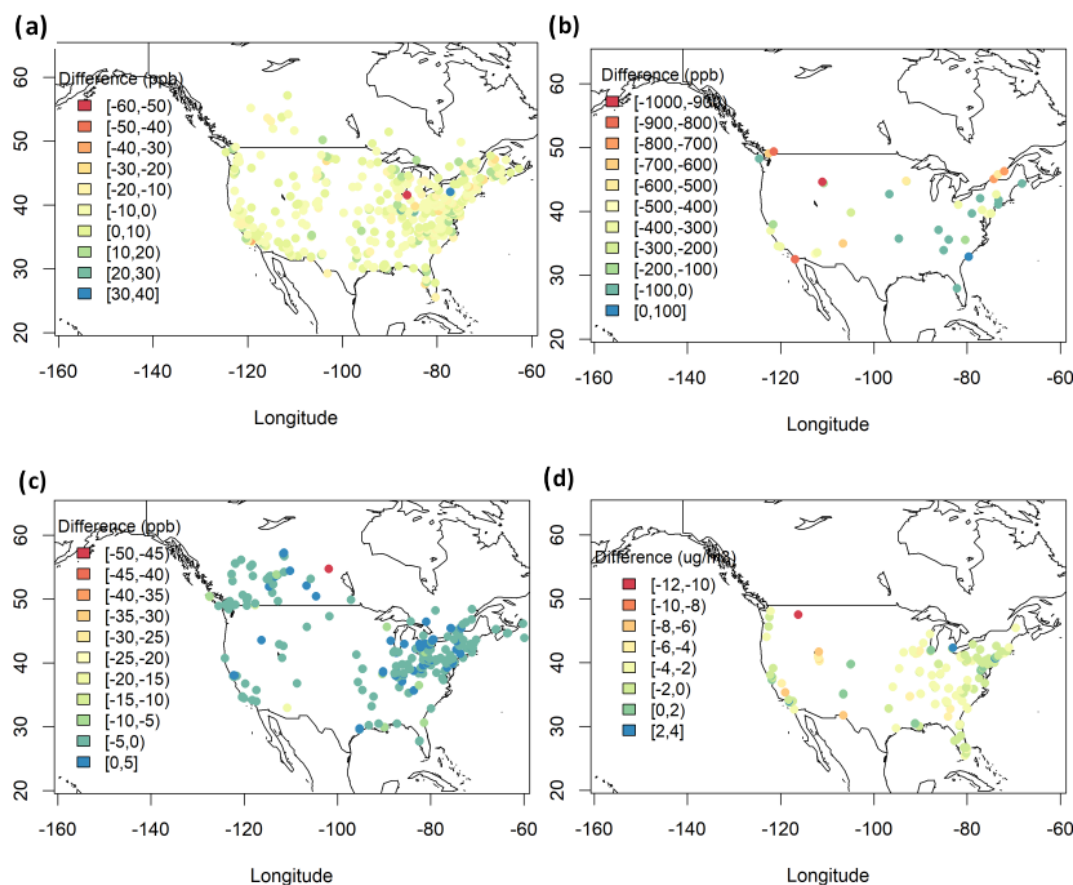 (a)
Difference (ppb)
[-60,-50)
[-50,-40)
[-40,-30)
[-30,-20)
[-20,-10)
[-10,0)
[0,10)
[10,20)
[20,30)
[30,40]
20 30 40 50 60
-160 -140 -120 -100 -80 -60
Longitude
(b)
Difference (ppb)
[-1000,-900)
[-900,-800)
[-800,-700)
[-700,-600)
[-600,-500)
[-500,-400)
[-400,-300)
[-300,-200)
[-200,-100)
[-100,0)
[0,100]
20 30 40 50 60
-160 -140 -120 -100 -80 -60
Longitude
(c)
Difference (ppb)
[-50,-45)
[-45,-40)
[-40,-35)
[-35,-30)
[-30,-25)
[-25,-20)
[-20,-15)
[-15,-10)
[-10,-5)
[-5,0)
[0,5]
20 30 40 50 60
-160 -140 -120 -100 -80 -60
Longitude
(d)
Difference (ug/m3)
[-12,-10)
[-10,-8)
[-8,-6)
[-6,-4)
[-4,-2)
[-2,0)
[0,2)
[2,4]
20 30 40 50 60
-160 -140 -120 -100 -80 -60
Longitude